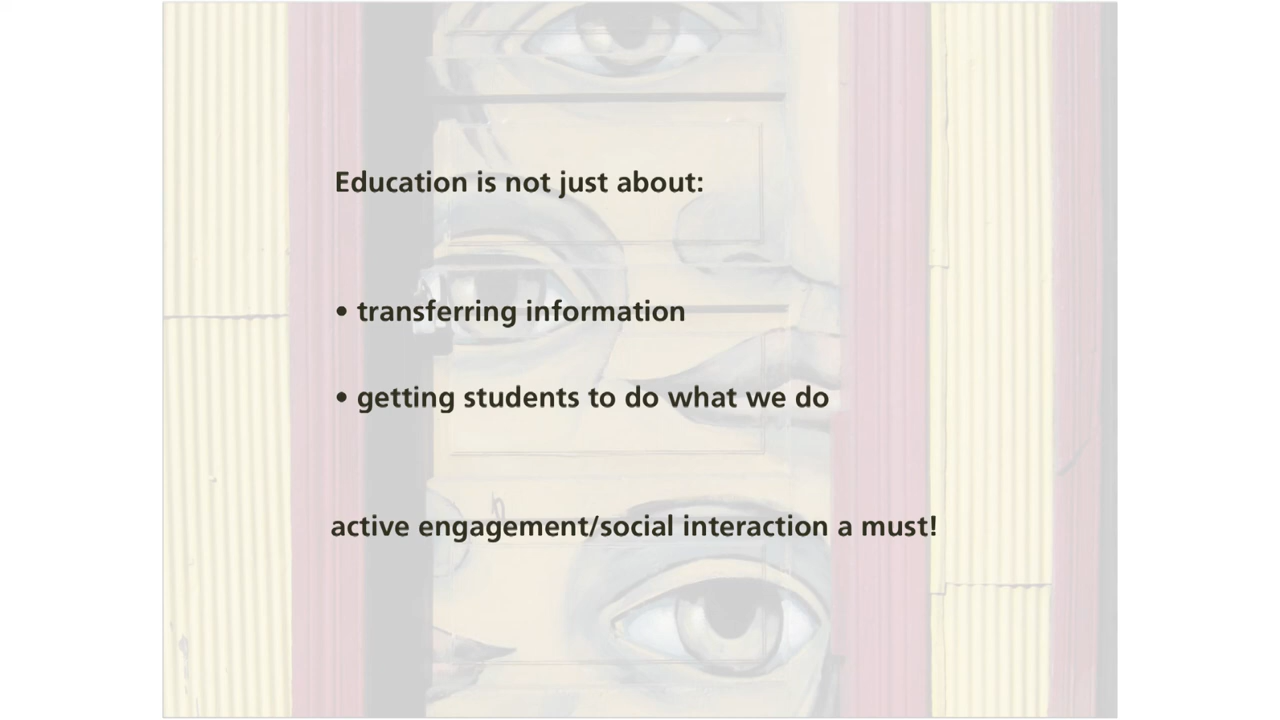 Education is not just about:
• transferring information
• getting students to do what we do
active engagement/social interaction a must!